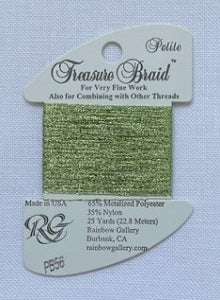 Petite
Treasure Braid™
For Very Fine Work
Also for Combining with Other Threads
Made in USA
65% Metalized Polyester
35% Nylon
25 Yards (22.8 Meters)
RG
Rainbow Gallery
Burbank, CA
rainbowgallery.com
PB56